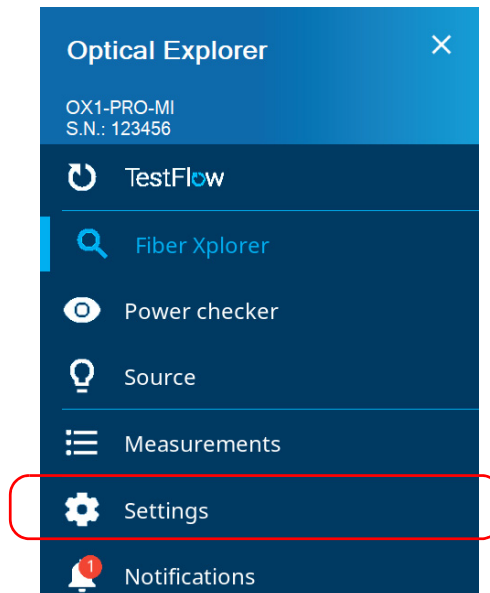 Optical Explorer
OX1-PRO-MI
S.N.: 123456
TestFlow
Fiber Xplorer
Power checker
Source
Measurements
Settings
1
Notifications